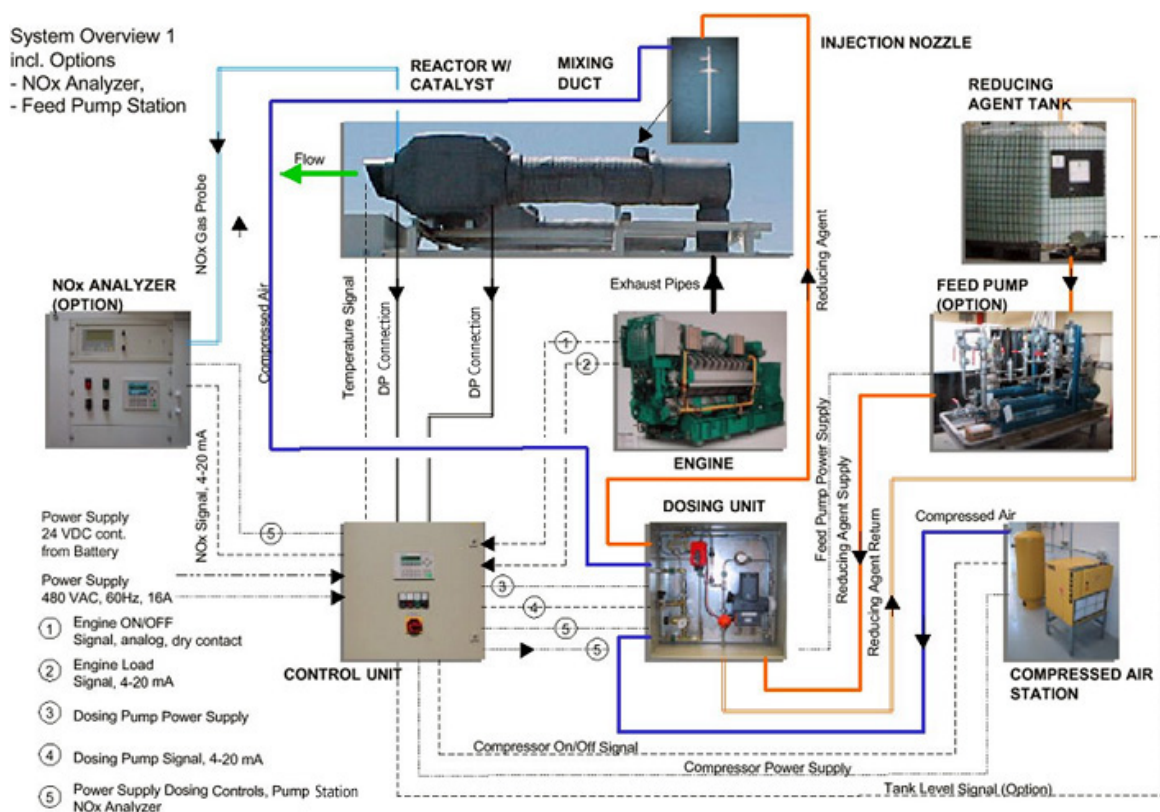 System Overview 1
incl. Options
- NOx Analyzer,
- Feed Pump Station
REACTOR W/
CATALYST
MIXING
DUCT
INJECTION NOZZLE
REDUCING
AGENT TANK
Flow
NOx Gas Probe
Compressed Air
Temperature Signal
DP Connection
DP Connection
Exhaust Pipes
Reducing Agent
NOx ANALYZER
(OPTION)
FEED PUMP
(OPTION)
1
2
ENGINE
NOx Signal, 4-20 mA
Feed Pump Power Supply
Reducing Agent Supply
Reducing Agent Return
DOSING UNIT
Compressed Air
5
3
4
5
5
CONTROL UNIT
COMPRESSED AIR
STATION
Compressor On/Off Signal
Compressor Power Supply
Tank Level Signal (Option)
Power Supply
24 VDC cont.
from Battery
Power Supply
480 VAC, 60Hz, 16A
1 Engine ON/OFF
Signal, analog, dry contact
2 Engine Load
Signal, 4-20 mA
3 Dosing Pump Power Supply
4 Dosing Pump Signal, 4-20 mA
5 Power Supply Dosing Controls, Pump Station
NOx Analyzer